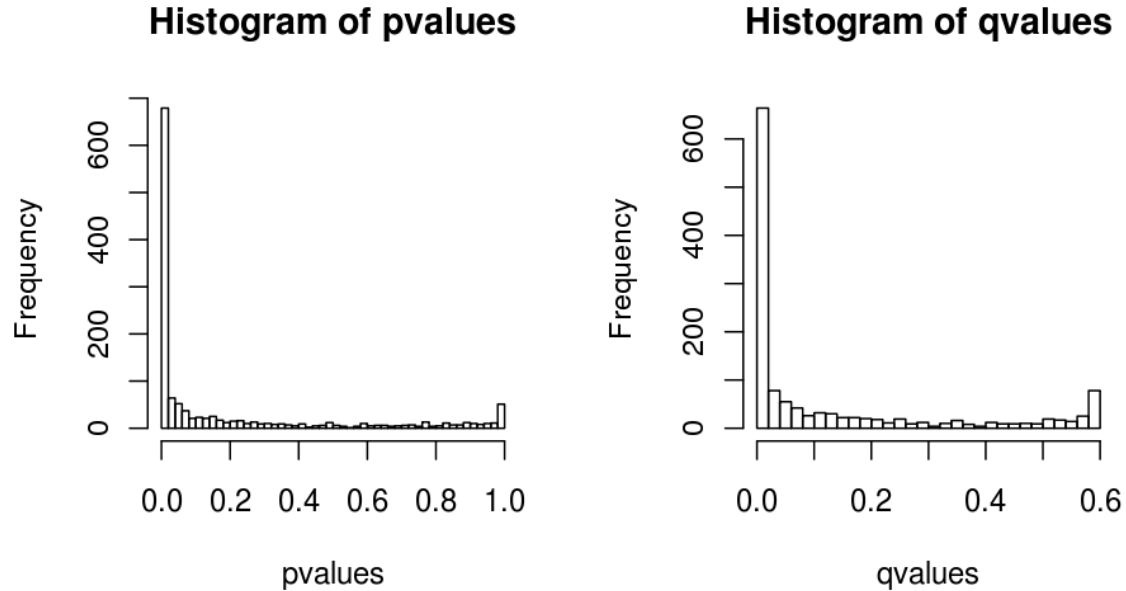 Histogram of pvalues
Frequency
0 200 400 600
0.0 0.2 0.4 0.6 0.8 1.0
pvalues
Histogram of qvalues
Frequency
0 200 400 600
0.0 0.2 0.4 0.6
qvalues